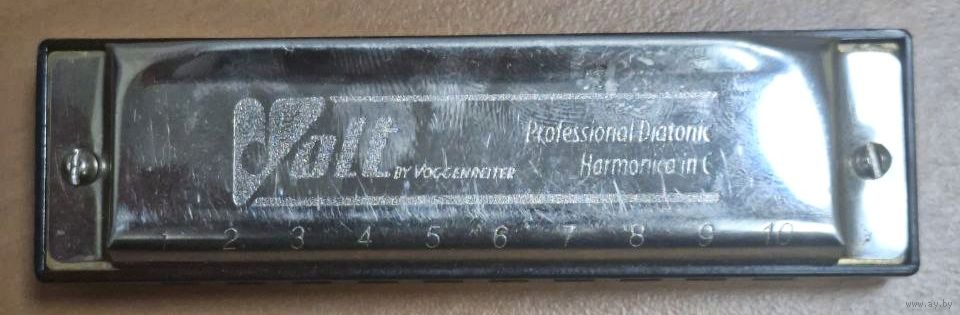 Volt
BY VOGGENREITER
Professional Diatonic
Harmonica in C
1 2 3 4 5 6 7 8 9 10
www.ay.by